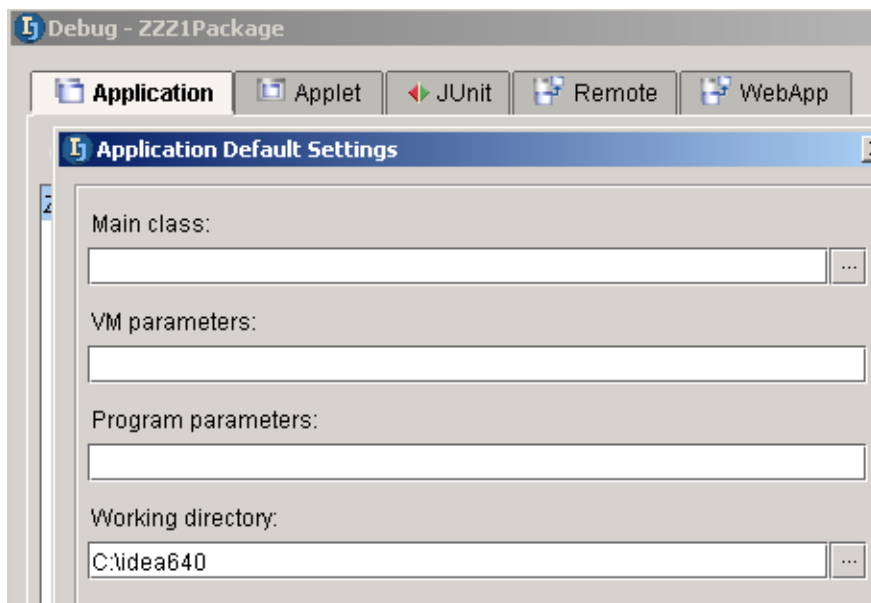 Debug - ZZZ1Package
Application Applet JUnit Remote WebApp
Application Default Settings
Main class:
...
VM parameters:
Program parameters:
Working directory:
C:\idea640 ...